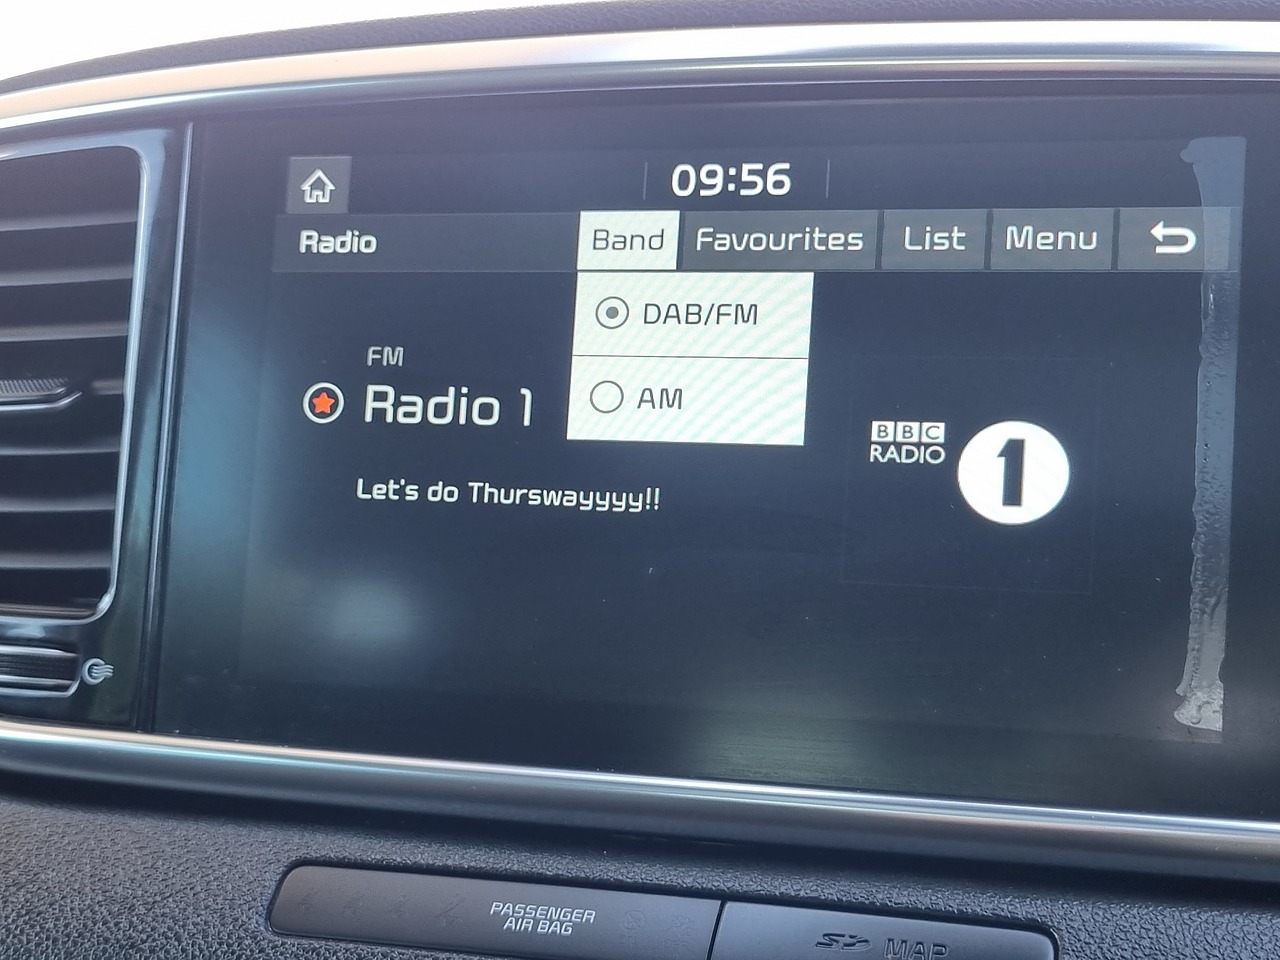 09:56
Radio
Band
Favourites
List
Menu
DAB/FM
AM
FM
Radio 1
Let's do Thurswayyyy!!
BBC
RADIO
1
PASSENGER
AIR BAG
SD MAP